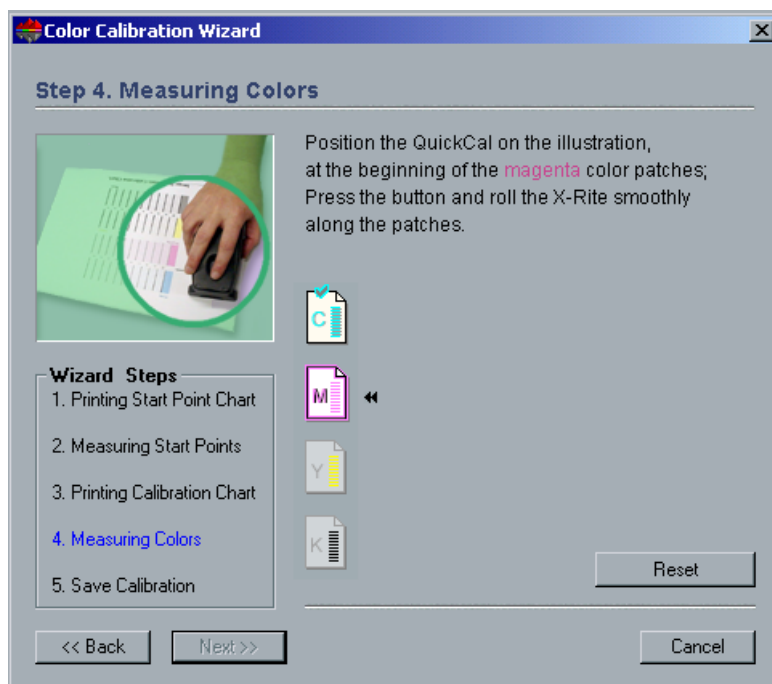 Color Calibration Wizard
Step 4. Measuring Colors
Position the QuickCal on the illustration,
at the beginning of the magenta color patches;
Press the button and roll the X-Rite smoothly
along the patches.
C
M
Y
K
Wizard Steps
1. Printing Start Point Chart
2. Measuring Start Points
3. Printing Calibration Chart
4. Measuring Colors
5. Save Calibration
Reset
<< Back
Next >>
Cancel